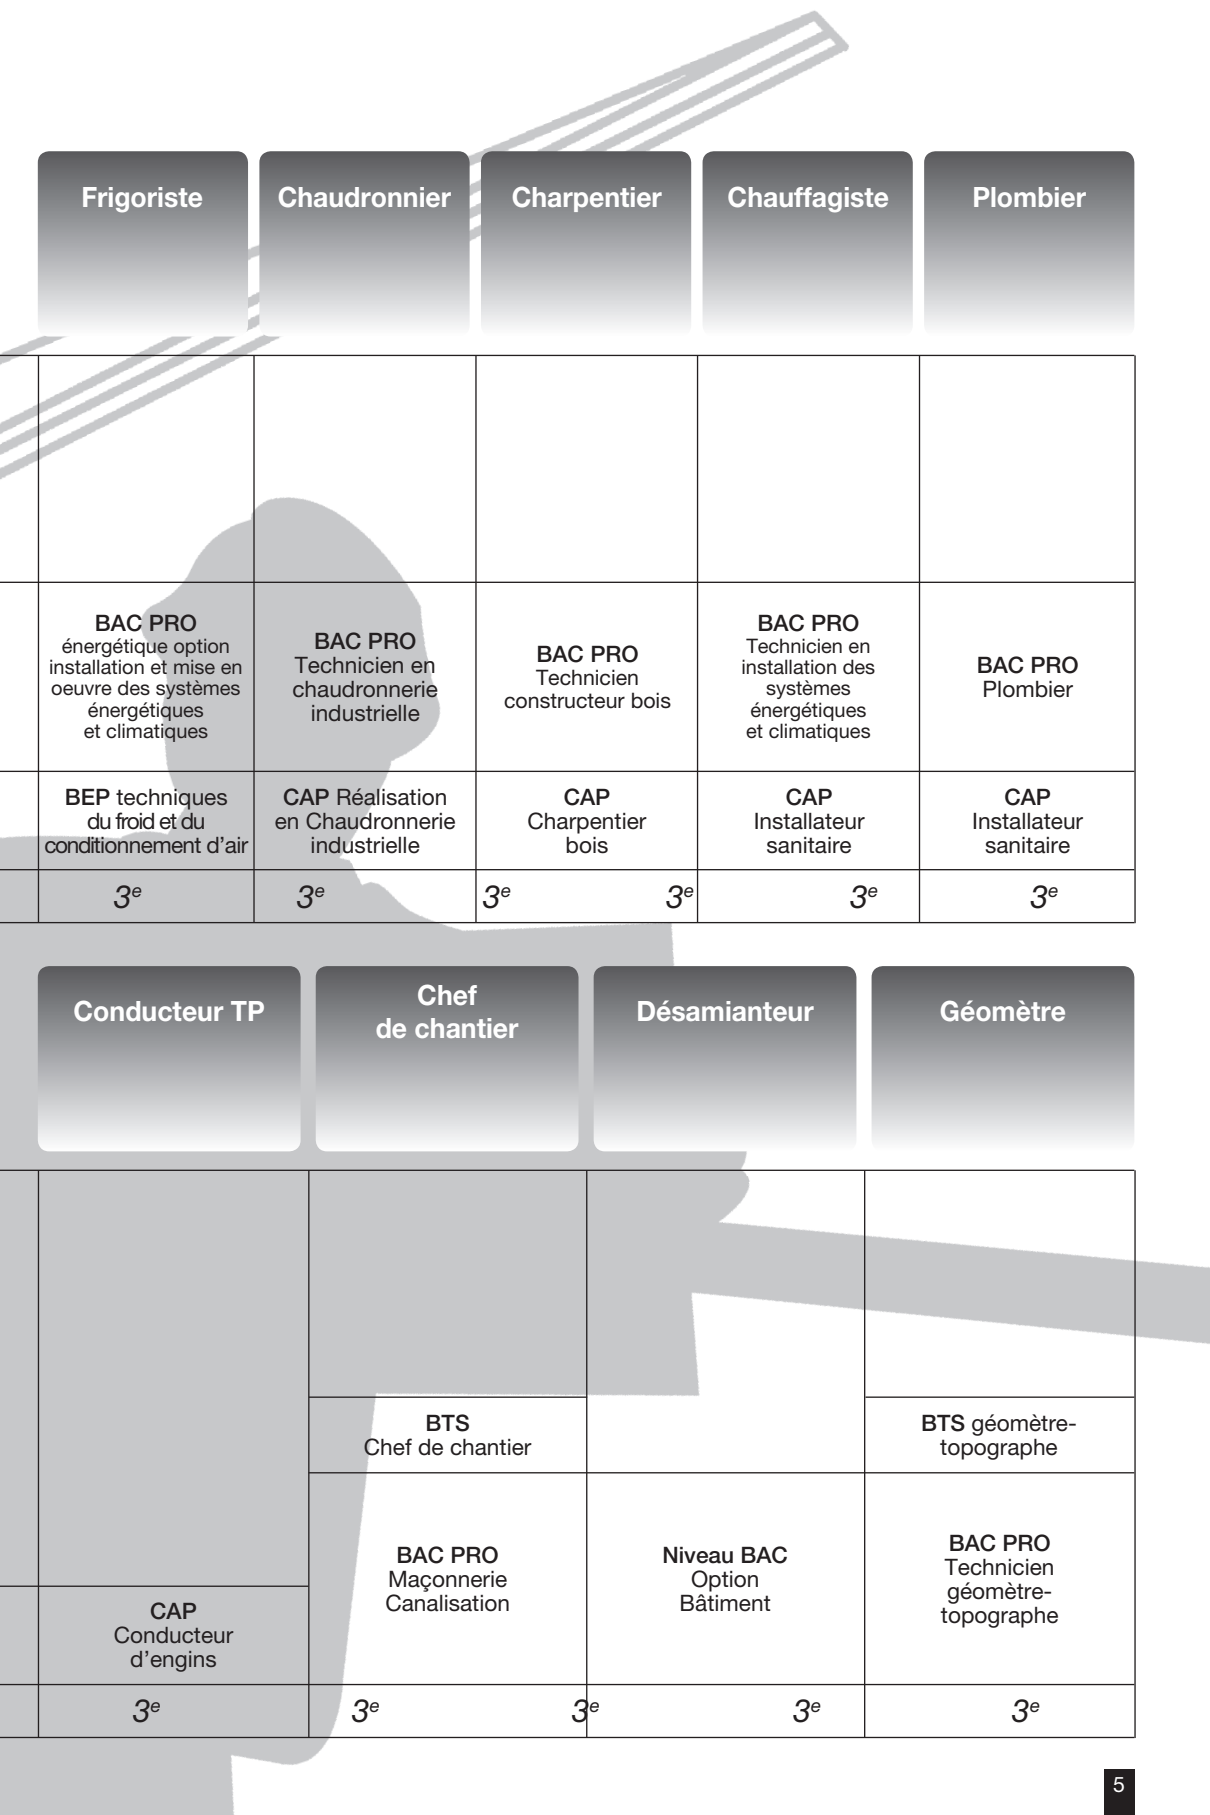 Frigoriste
Chaudronnier
Charpentier
Chauffagiste
Plombier
BAC PRO
énergétique option
installation et mise en
oeuvre des systèmes
énergétiques
et climatiques
BAC PRO
Technicien en
chaudronnerie
industrielle
BAC PRO
Technicien
constructeur bois
BAC PRO
Technicien en
installation des
systèmes
énergétiques
et climatiques
BAC PRO
Plombier
BEP techniques
du froid et du
conditionnement d’air
CAP Réalisation
en Chaudronnerie
industrielle
CAP
Charpentier
bois
CAP
Installateur
sanitaire
CAP
Installateur
sanitaire
3e
3e
3e
3e
3e
3e
Conducteur TP
Chef
de chantier
Désamianteur
Géomètre
BTS
Chef de chantier
BTS géomètre-
topographe
CAP
Conducteur
d’engins
BAC PRO
Maçonnerie
Canalisation
Niveau BAC
Option
Bâtiment
BAC PRO
Technicien
géomètre-
topographe
3e
3e
3e
3e
3e
5